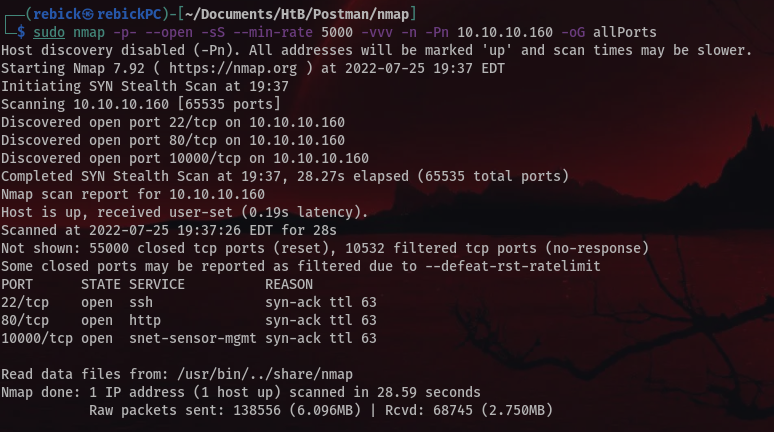 ┌──(rebick㉿rebickPC)-[~/Documents/HtB/Postman/nmap]
└─$ sudo nmap -p- --open -sS --min-rate 5000 -vvv -n -Pn 10.10.10.160 -oG allPorts
Host discovery disabled (-Pn). All addresses will be marked 'up' and scan times may be slower.
Starting Nmap 7.92 ( https://nmap.org ) at 2022-07-25 19:37 EDT
Initiating SYN Stealth Scan at 19:37
Scanning 10.10.10.160 [65535 ports]
Discovered open port 22/tcp on 10.10.10.160
Discovered open port 80/tcp on 10.10.10.160
Discovered open port 10000/tcp on 10.10.10.160
Completed SYN Stealth Scan at 19:37, 28.27s elapsed (65535 total ports)
Nmap scan report for 10.10.10.160
Host is up, received user-set (0.19s latency).
Scanned at 2022-07-25 19:37:26 EDT for 28s
Not shown: 55000 closed tcp ports (reset), 10532 filtered tcp ports (no-response)
Some closed ports may be reported as filtered due to --defeat-rst-ratelimit
PORT      STATE SERVICE          REASON
22/tcp    open  ssh              syn-ack ttl 63
80/tcp    open  http             syn-ack ttl 63
10000/tcp open  snet-sensor-mgmt syn-ack ttl 63

Read data files from: /usr/bin/../share/nmap
Nmap done: 1 IP address (1 host up) scanned in 28.59 seconds
           Raw packets sent: 138556 (6.096MB) | Rcvd: 68745 (2.750MB)